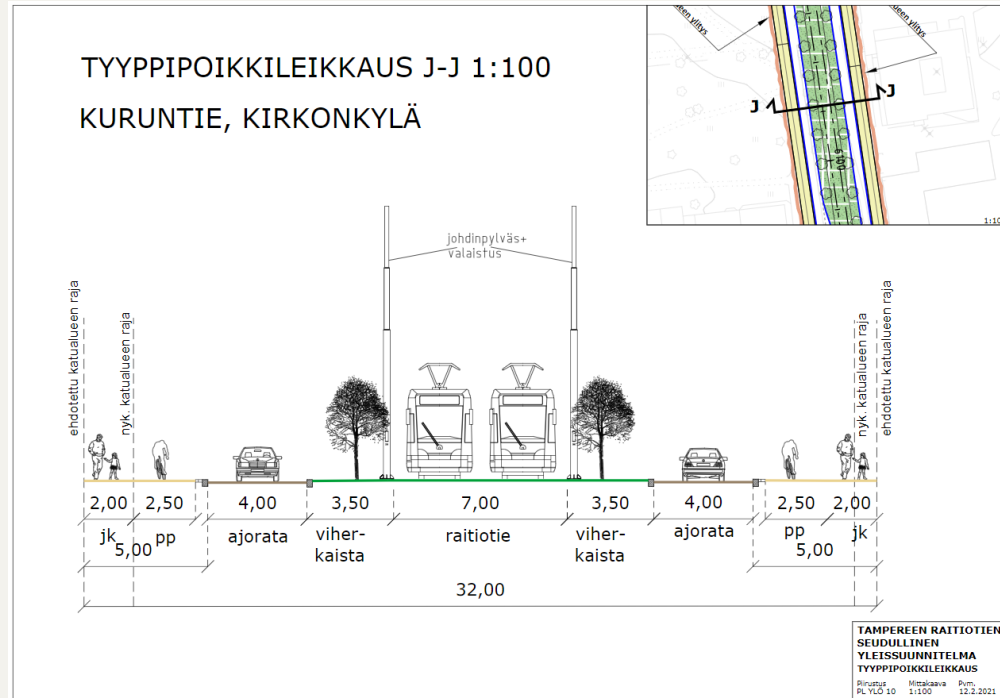 TYYPPIPOIKKILEIKKAUS J-J 1:100
KURUNTIE, KIRKONKYLÄ
ylitys
ylitys
J
J
johdinpylväs+
valaistus
ehdotettu katualueen raja
nyk. katualueen raja
nyk. katualueen raja
ehdotettu katualueen raja
2,00 2,50 4,00 3,50 7,00 3,50 4,00 2,50 2,00
jk pp ajorata viher-
kaista raitiotie viher-
kaista ajorata pp jk
5,00 5,00
32,00
TAMPEREEN RAITIOTIEN
SEUDULLINEN
YLEISSUUNNITELMA
TYYPPIPOIKKILEIKKAUS
Piirustus Mittakaava Pvm.
PL YLÖ 10 1:100 12.2.2021